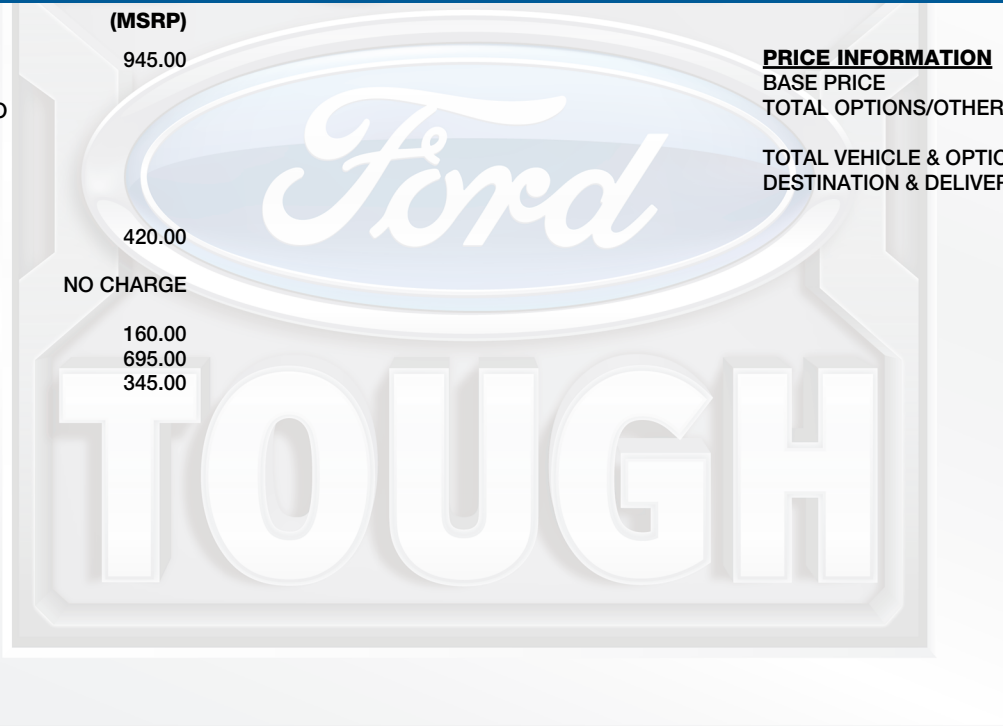 (MSRP)
945.00
420.00
NO CHARGE
160.00
695.00
345.00
PRICE INFORMATION
BASE PRICE
TOTAL OPTIONS/OTHER
TOTAL VEHICLE & OPTIO
DESTINATION & DELIVER
Ford
TOUGH